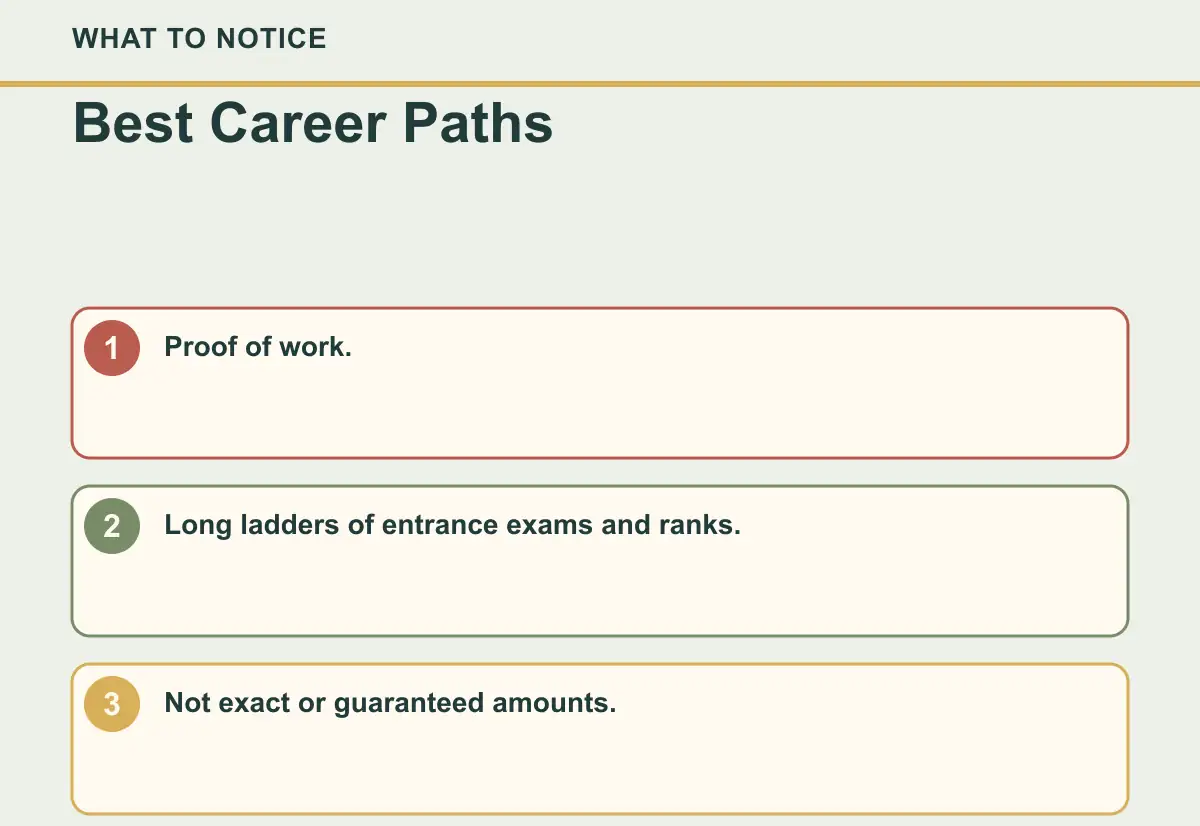 WHAT TO NOTICE
Best Career Paths
1 Proof of work.
2 Long ladders of entrance exams and ranks.
3 Not exact or guaranteed amounts.